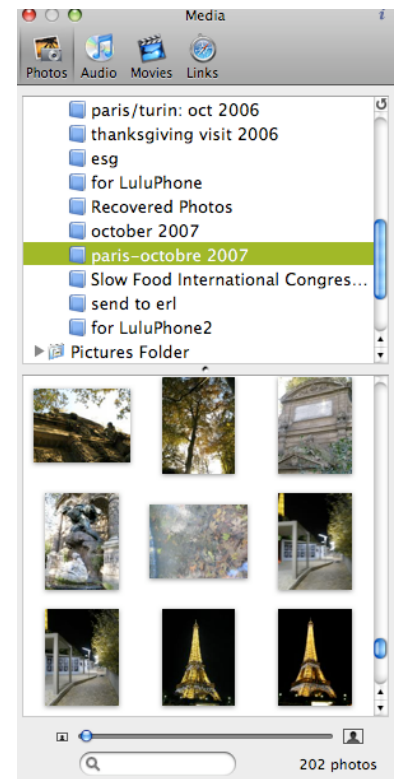 Media i
Photos Audio Movies Links
paris/turin: oct 2006
thanksgiving visit 2006
esg
for LuluPhone
Recovered Photos
october 2007
paris-octobre 2007
Slow Food International Congres...
send to erl
for LuluPhone2
Pictures Folder
202 photos